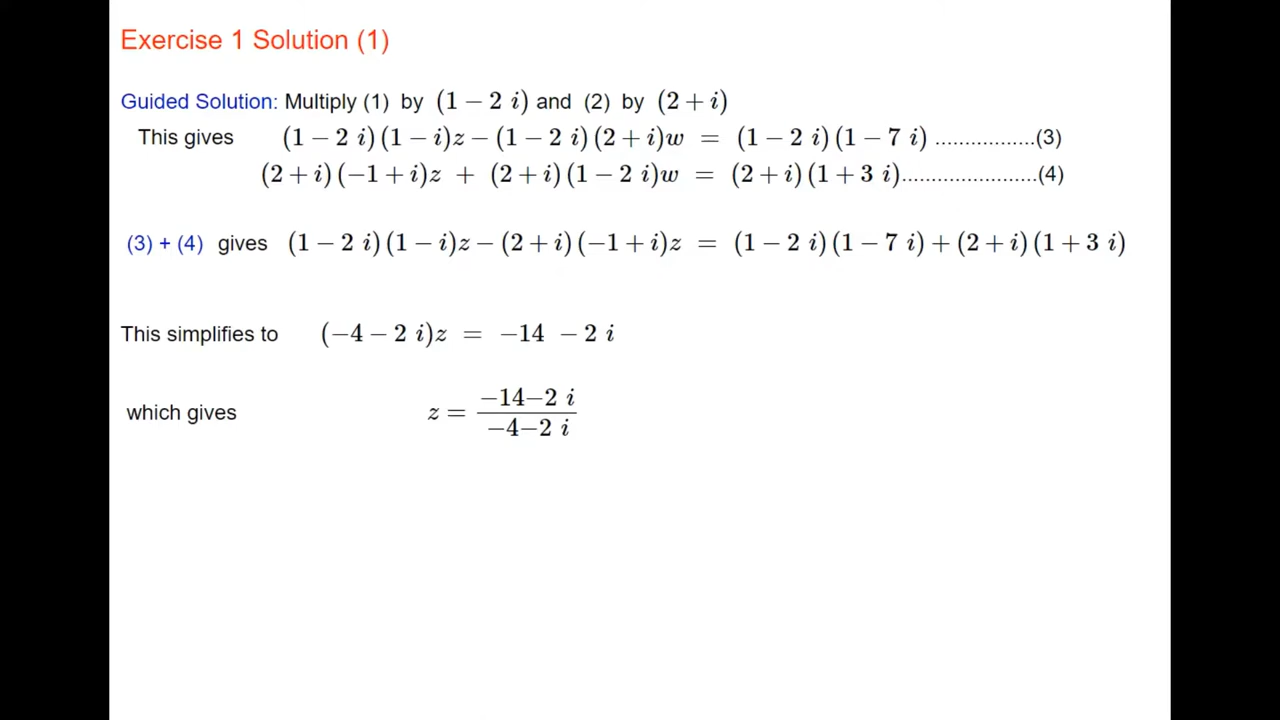 Exercise 1 Solution (1)
Guided Solution: Multiply (1) by (1 − 2 i) and (2) by (2 + i)
This gives (1 − 2 i)(1 − i)z − (1 − 2 i)(2 + i)w = (1 − 2 i)(1 − 7 i) .................(3)
(2 + i)(−1 + i)z + (2 + i)(1 − 2 i)w = (2 + i)(1 + 3 i).......................(4)
(3) + (4) gives (1 − 2 i)(1 − i)z − (2 + i)(−1 + i)z = (1 − 2 i)(1 − 7 i) + (2 + i)(1 + 3 i)
This simplifies to (−4 − 2 i)z = −14 − 2 i
which gives z = \frac{−14−2 i}{−4−2 i}